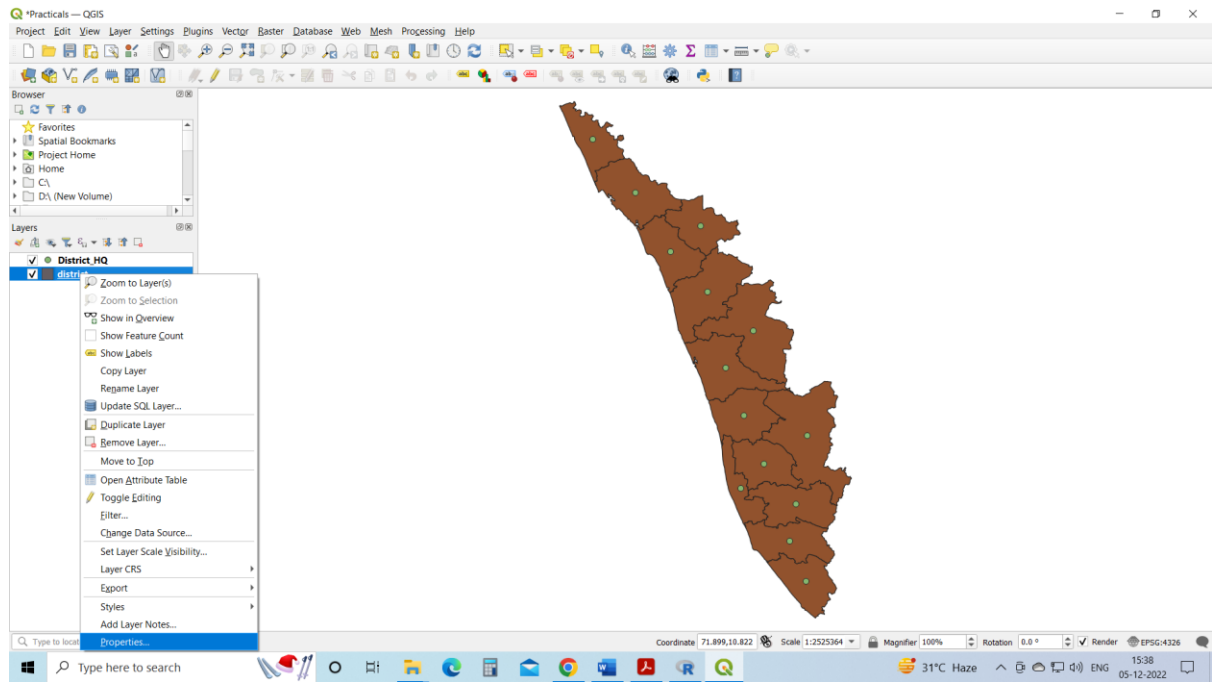 *Practicals — QGIS
Project Edit View Layer Settings Plugins Vector Raster Database Web Mesh Processing Help
Browser
Favorites
Spatial Bookmarks
Project Home
Home
C:\
D:\ (New Volume)
Layers
District_HQ
district
Zoom to Layer(s)
Zoom to Selection
Show in Overview
Show Feature Count
Show Labels
Copy Layer
Rename Layer
Update SQL Layer...
Duplicate Layer
Remove Layer...
Move to Top
Open Attribute Table
Toggle Editing
Filter...
Change Data Source...
Set Layer Scale Visibility...
Layer CRS
Export
Styles
Add Layer Notes...
Properties...
Type to locat
Coordinate 71.899,10.822 Scale 1:2525364 Magnifier 100% Rotation 0.0 ° Render EPSG:4326
Type here to search
31°C Haze ENG 15:38
05-12-2022